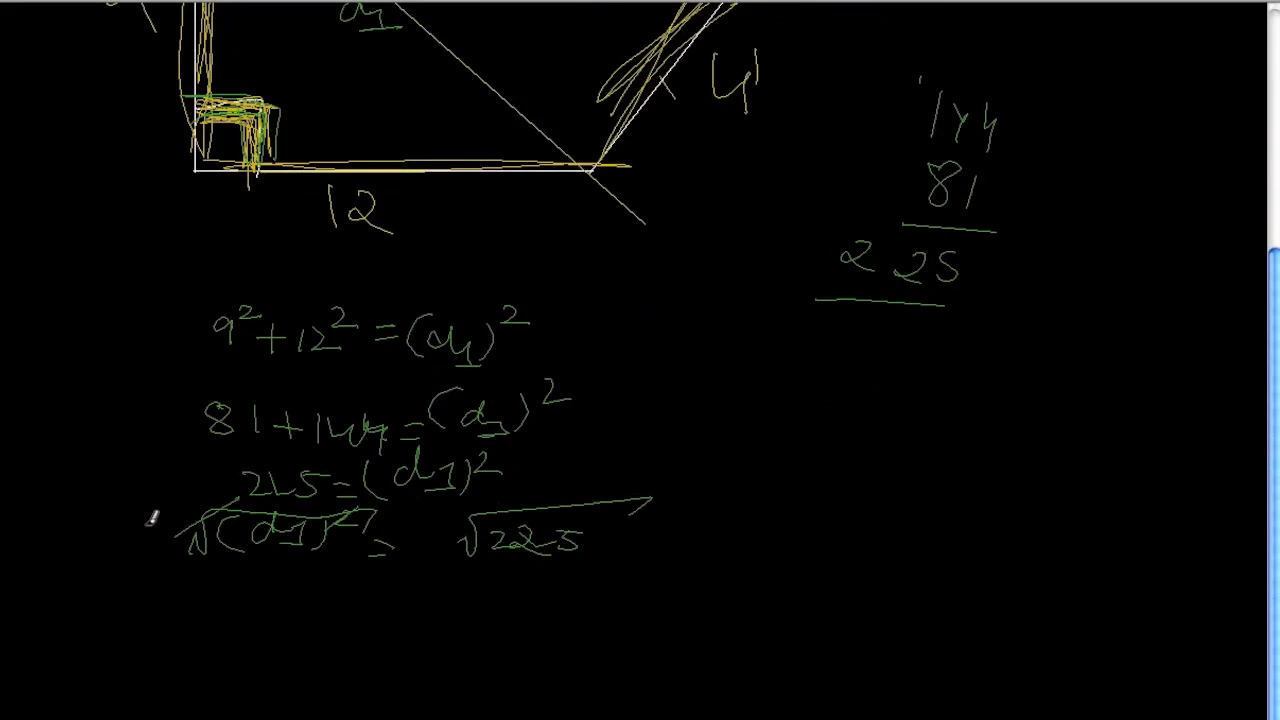 d1
4
12
144
81
225
9² + 12² = (d1)²
81 + 144 = (d1)²
225 = (d1)²
√(d1)² = √225